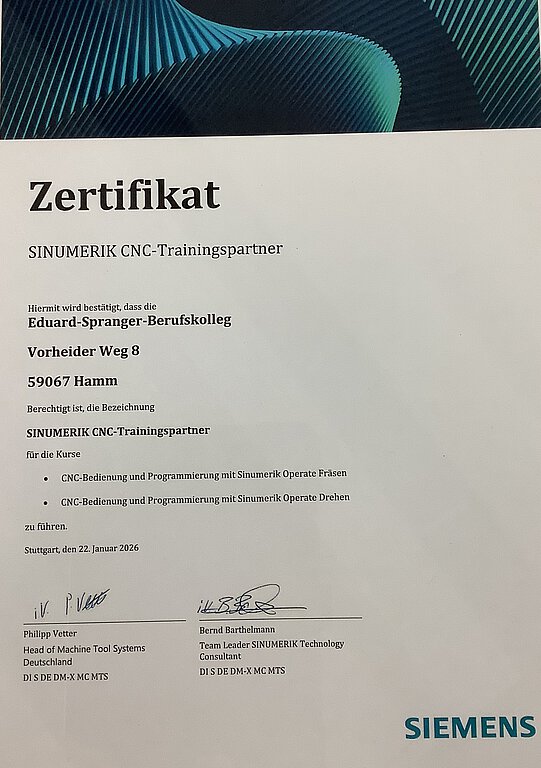 Zertifikat
SINUMERIK CNC-Trainingspartner
Hiermit wird bestätigt, dass die
Eduard-Spranger-Berufskolleg
Vorheider Weg 8
59067 Hamm
Berechtigt ist, die Bezeichnung
SINUMERIK CNC-Trainingspartner
für die Kurse
• CNC-Bedienung und Programmierung mit Sinumerik Operate Fräsen
• CNC-Bedienung und Programmierung mit Sinumerik Operate Drehen
zu führen.
Stuttgart, den 22. Januar 2026
i.V. P. Vetter
Philipp Vetter
Head of Machine Tool Systems
Deutschland
DI S DE DM-X MC MTS
Bernd Barthelmann
Team Leader SINUMERIK Technology
Consultant
DI S DE DM-X MC MTS
SIEMENS